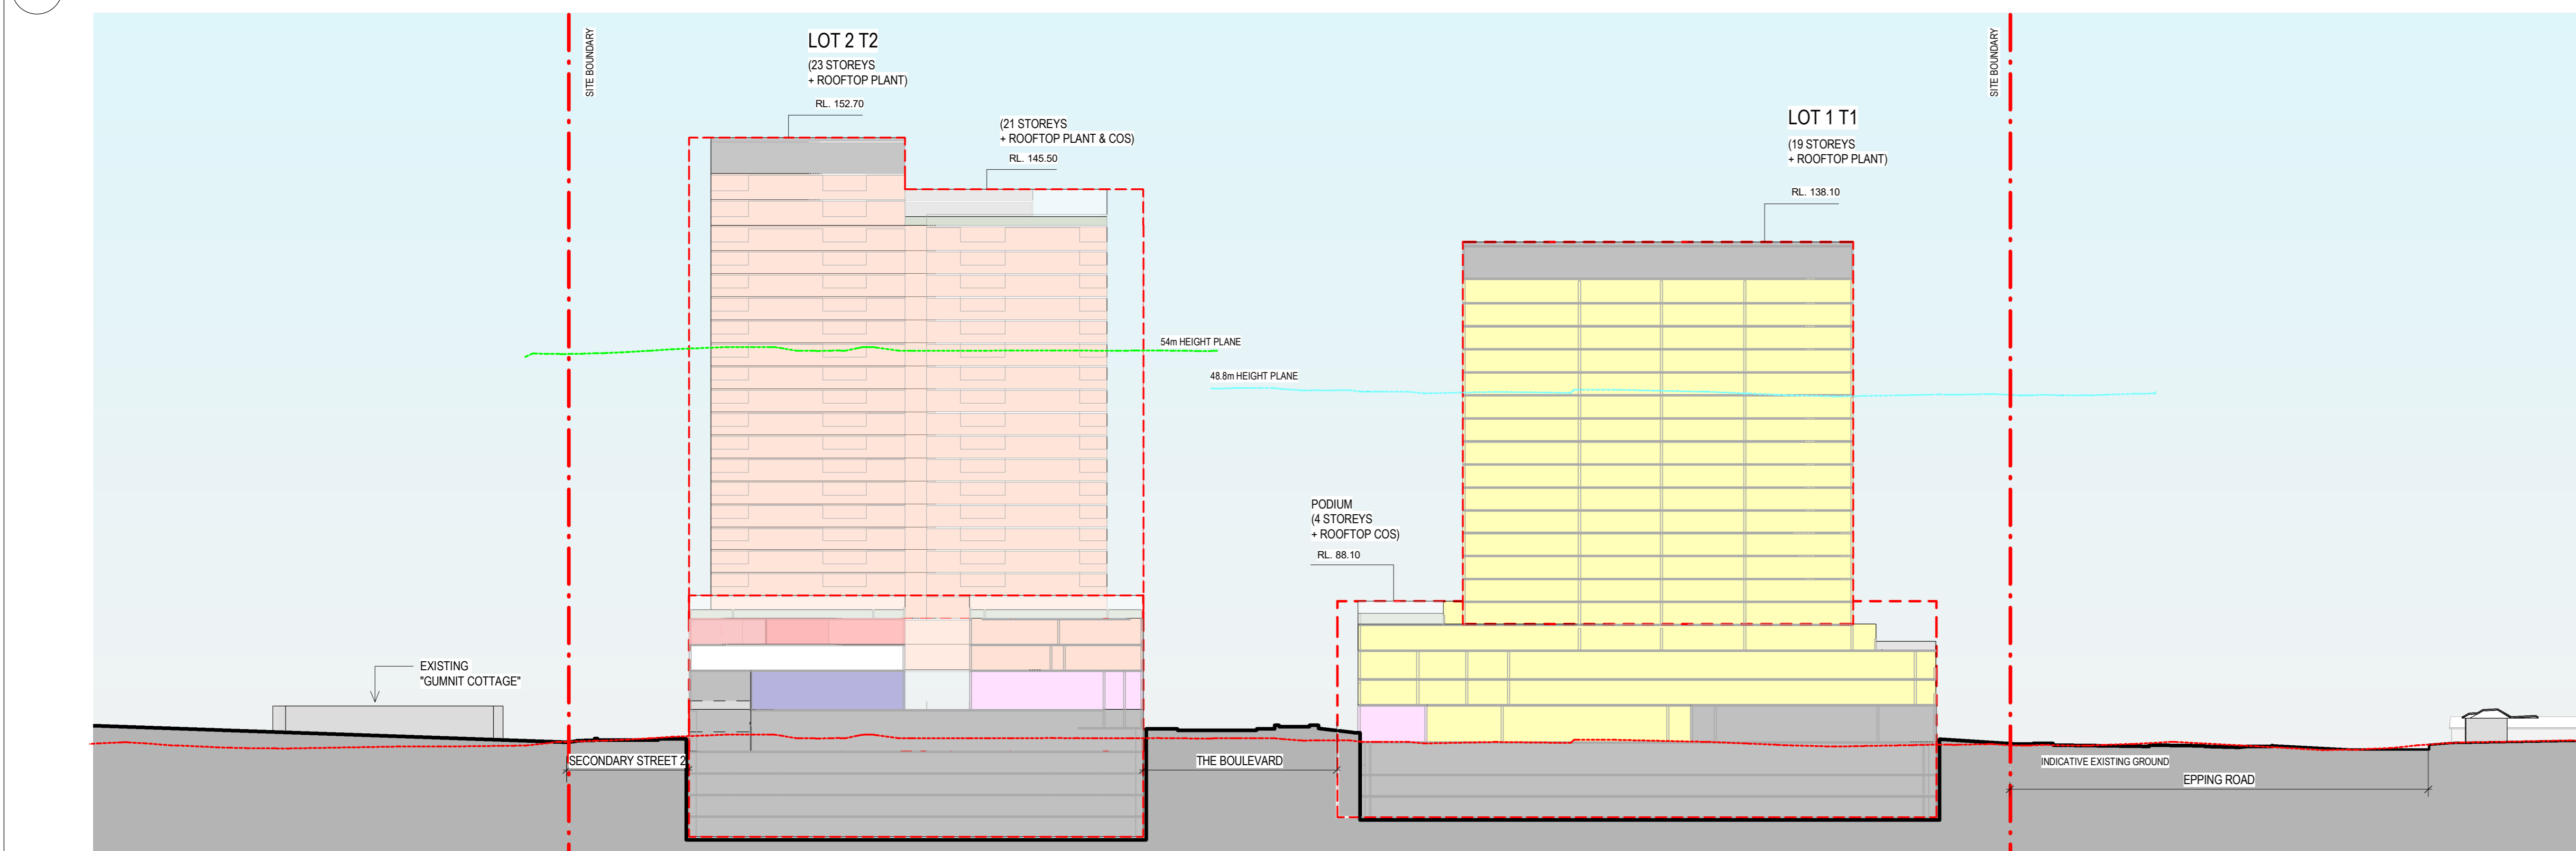 SITE BOUNDARY
LOT 2 T2
(23 STOREYS
+ ROOFTOP PLANT)
RL. 152.70
(21 STOREYS
+ ROOFTOP PLANT & COS)
RL. 145.50
SITE BOUNDARY
LOT 1 T1
(19 STOREYS
+ ROOFTOP PLANT)
RL. 138.10
54m HEIGHT PLANE
48.8m HEIGHT PLANE
PODIUM
(4 STOREYS
+ ROOFTOP COS)
RL. 88.10
EXISTING
"GUMNIT COTTAGE"
SECONDARY STREET 2
THE BOULEVARD
INDICATIVE EXISTING GROUND
EPPING ROAD